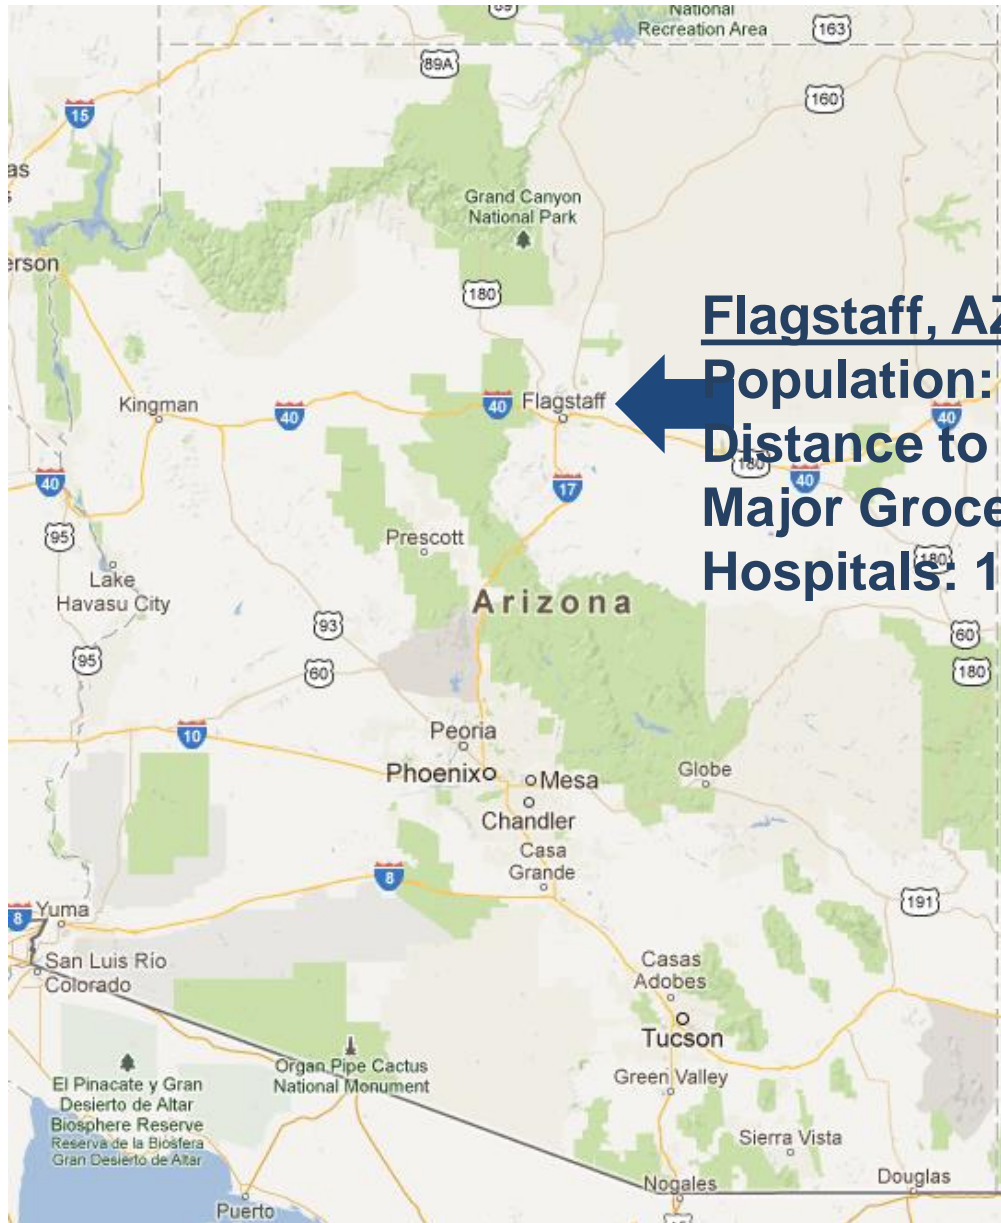 National
Recreation Area
163
89A
160
15
Grand Canyon
National Park
180
Flagstaff, AZ
Population:
Distance to
Major Groce
Hospitals: 1
Kingman
40
40
Flagstaff
40
180
40
40
17
95
Prescott
180
Lake
Havasu City
Arizona
93
60
95
60
180
10
Peoria
Phoenix
Mesa
Globe
Chandler
Casa
Grande
8
191
8
Yuma
San Luis Río
Colorado
Casas
Adobes
Tucson
Organ Pipe Cactus
National Monument
Green Valley
El Pinacate y Gran
Desierto de Altar
Biosphere Reserve
Reserva de la Biósfera
Gran Desierto de Altar
Sierra Vista
Nogales
Douglas
Puerto